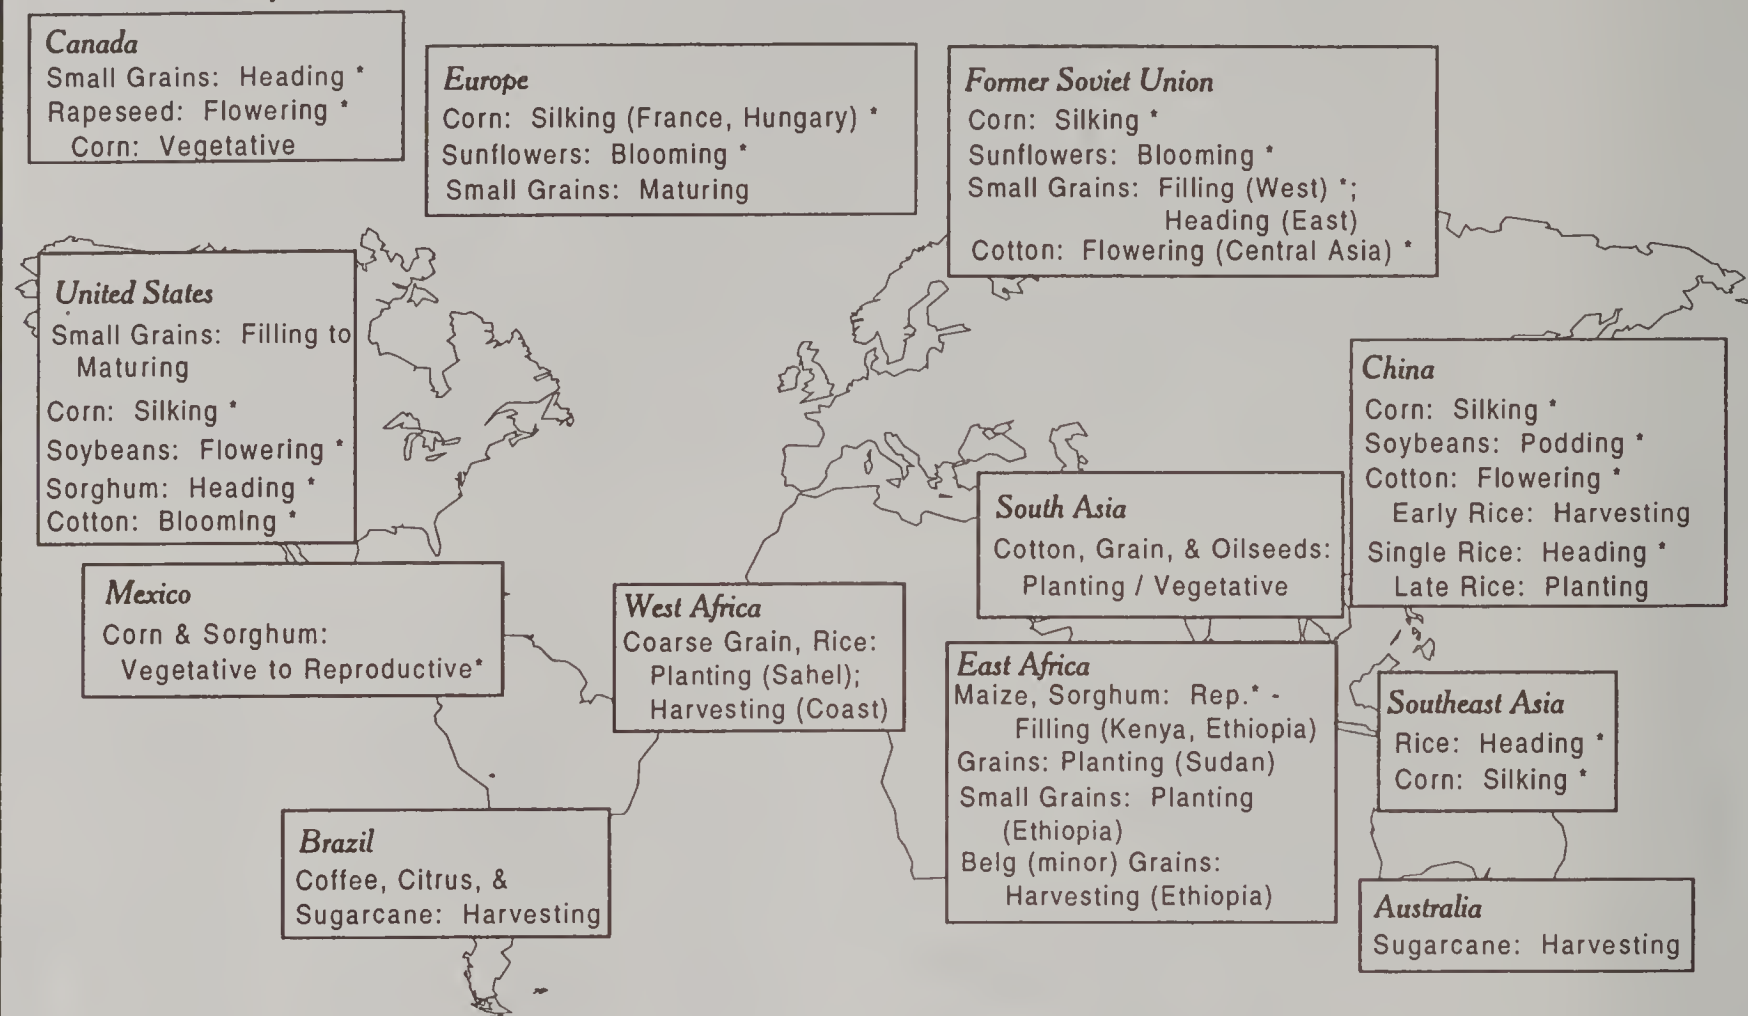 Canada
Small Grains: Heading *
Rapeseed: Flowering *
Corn: Vegetative
Europe
Corn: Silking (France, Hungary) *
Sunflowers: Blooming *
Small Grains: Maturing
Former Soviet Union
Corn: Silking *
Sunflowers: Blooming *
Small Grains: Filling (West) *;
Heading (East)
Cotton: Flowering (Central Asia) *
United States
Small Grains: Filling to
Maturing
Corn: Silking *
Soybeans: Flowering *
Sorghum: Heading *
Cotton: Blooming *
China
Corn: Silking *
Soybeans: Podding *
Cotton: Flowering *
Early Rice: Harvesting
Single Rice: Heading *
Late Rice: Planting
South Asia
Cotton, Grain, & Oilseeds:
Planting / Vegetative
Mexico
Corn & Sorghum:
Vegetative to Reproductive*
West Africa
Coarse Grain, Rice:
Planting (Sahel);
Harvesting (Coast)
East Africa
Maize, Sorghum: Rep.* -
Filling (Kenya, Ethiopia)
Grains: Planting (Sudan)
Small Grains: Planting
(Ethiopia)
Belg (minor) Grains:
Harvesting (Ethiopia)
Southeast Asia
Rice: Heading *
Corn: Silking *
Brazil
Coffee, Citrus, &
Sugarcane: Harvesting
Australia
Sugarcane: Harvesting